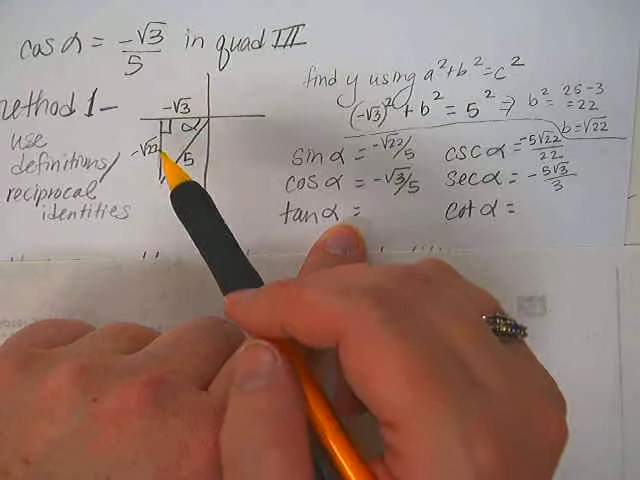 cos α = -√3/5 in quad III
method 1-
use
definitions/
reciprocal
identities
-√3
α
-√22
5
find y using a²+b²=c²
(-√3)² + b² = 5² ⇒ b² = 25-3
=22
b=√22
sin α = -√22/5 csc α = -5√22/22
cos α = -√3/5 sec α = -5√3/3
tan α = cot α =